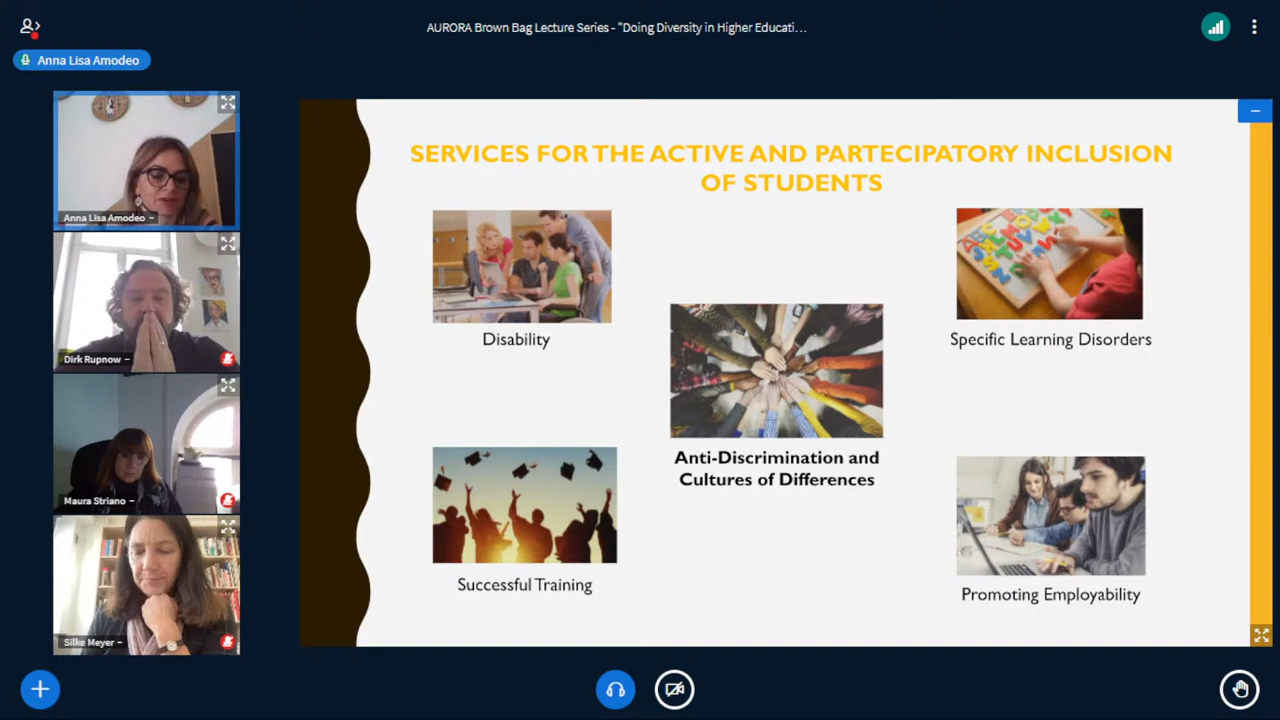 AURORA Brown Bag Lecture Series - "Doing Diversity in Higher Educati…
Anna Lisa Amodeo
Anna Lisa Amodeo
Dirk Rupnow
Maura Striano
Silke Meyer
SERVICES FOR THE ACTIVE AND PARTECIPATORY INCLUSION
OF STUDENTS
Disability
Specific Learning Disorders
Anti-Discrimination and
Cultures of Differences
Successful Training
Promoting Employability